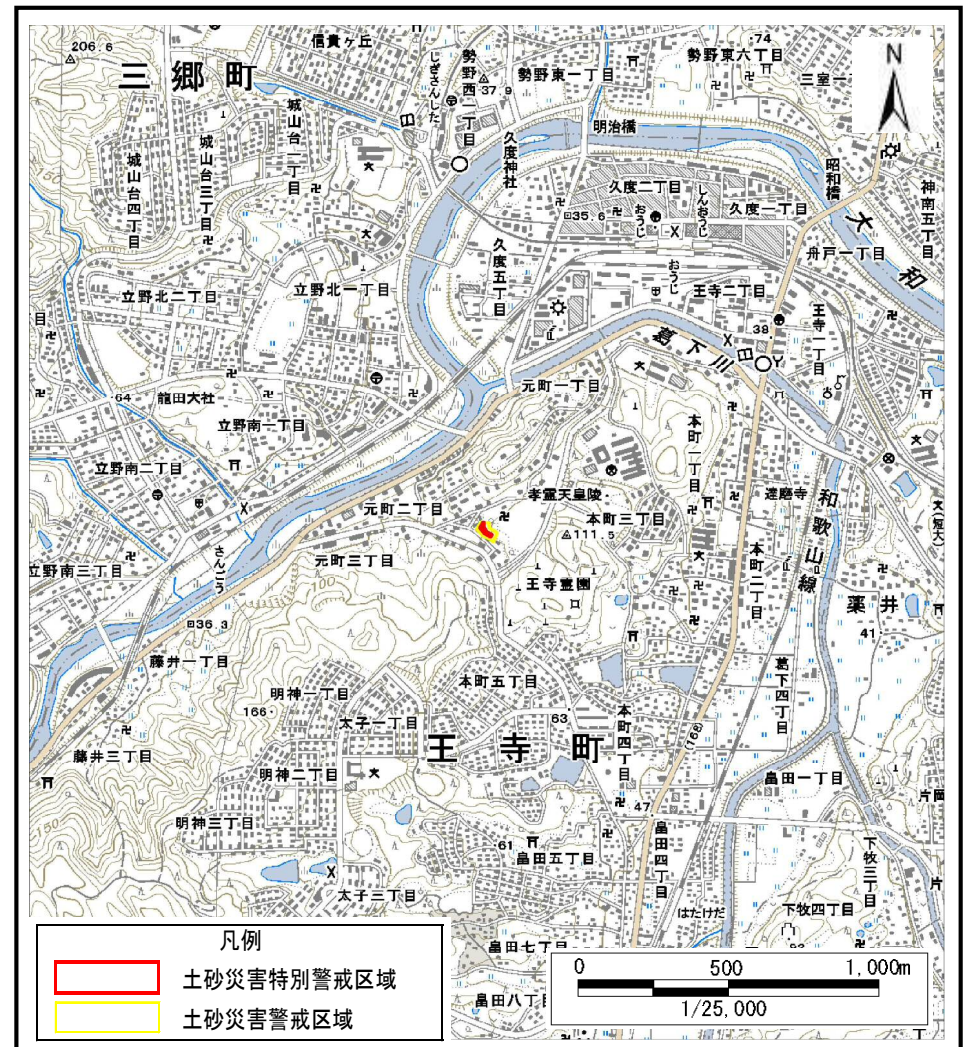 206.6
信貴ヶ丘
しぎさんした
勢野西一丁目
37.9
勢野東一丁目
勢野東六丁目
74
三室一
N
三郷町
城山台二丁目
城山台三丁目
城山台四丁目
久度神社
明治橋
昭和橋
神南五丁目
久度二丁目
しんおうじ
久度一丁目
35.6
おうじ
大和
舟戸一丁目
久度五丁目
立野北二丁目
立野北一丁目
おうじ
王寺二丁目
王寺一丁目
38
葛下川
目
元町一丁目
64
龍田大社
立野南一丁目
本町一丁目
立野南二丁目
孝霊天皇陵
達磨寺
元町二丁目
本町三丁目
111.5
和歌山線
文(短大)
さんごう
立野南三丁目
元町三丁目
100
王寺霊園
本町二丁目
薬井
36.3
41
藤井一丁目
本町五丁目
明神一丁目
葛下四丁目
166
太子一丁目
63
本町四丁目
(168)
藤井三丁目
王寺町
明神二丁目
畠田一丁目
片岡
150
47
明神三丁目
61
畠田五丁目
畠田四丁目
下牧三丁目
太子三丁目
片
はたけだ
下牧四丁目
畠田七丁目
畠田八丁
凡例
土砂災害特別警戒区域
土砂災害警戒区域
0 500 1,000m
1/25,000